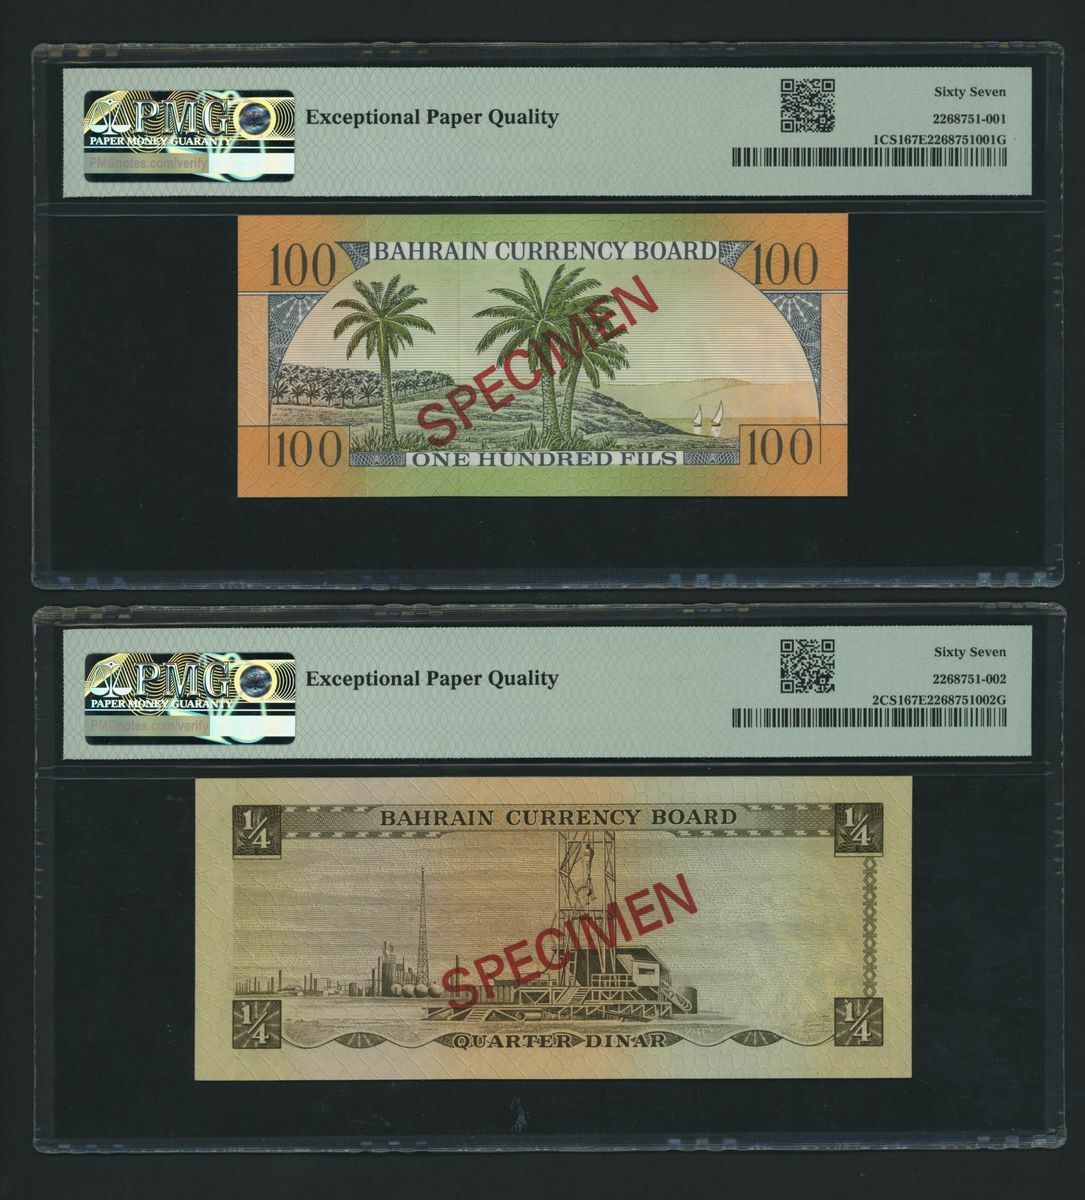 PMG
PAPER MONEY GUARANTY
PMGnotes.com/verify
Exceptional Paper Quality
Sixty Seven
2268751-001
1CS167E2268751001G
100 BAHRAIN CURRENCY BOARD 100
SPECIMEN
100 ONE HUNDRED FILS 100
PMG
PAPER MONEY GUARANTY
PMGnotes.com/verify
Exceptional Paper Quality
Sixty Seven
2268751-002
2CS167E2268751002G
1/4 BAHRAIN CURRENCY BOARD 1/4
SPECIMEN
1/4 QUARTER DINAR 1/4